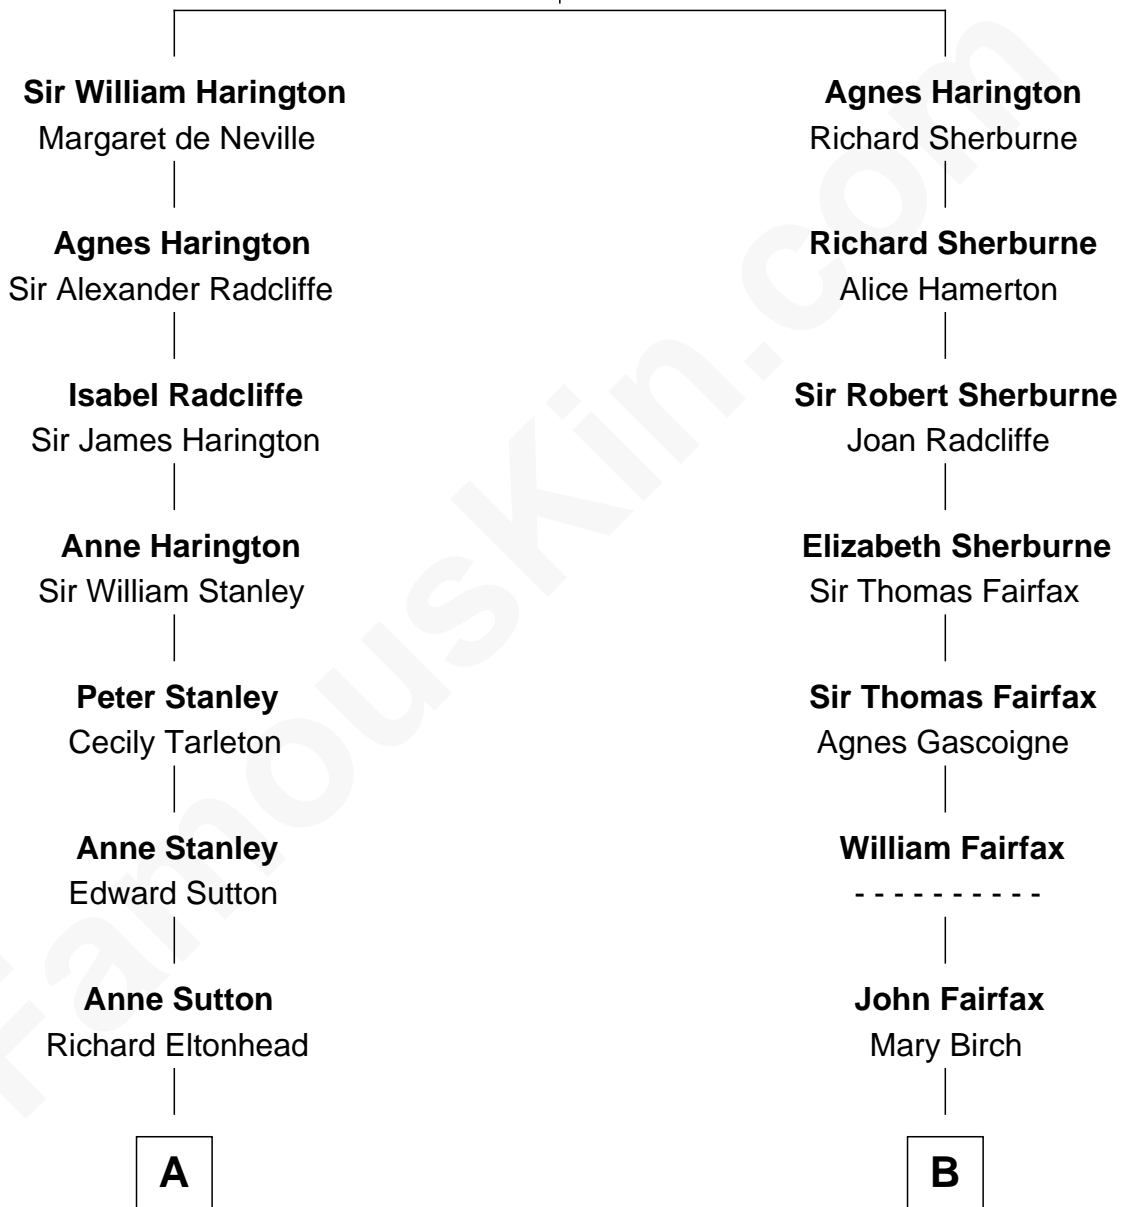 Sir William Harington
Margaret de Neville
Agnes Harington
Sir Alexander Radcliffe
Isabel Radcliffe
Sir James Harington
Anne Harington
Sir William Stanley
Peter Stanley
Cecily Tarleton
Anne Stanley
Edward Sutton
Anne Sutton
Richard Eltonhead
A
Agnes Harington
Richard Sherburne
Richard Sherburne
Alice Hamerton
Sir Robert Sherburne
Joan Radcliffe
Elizabeth Sherburne
Sir Thomas Fairfax
Sir Thomas Fairfax
Agnes Gascoigne
William Fairfax
- - - - - - - - - -
John Fairfax
Mary Birch
B
FamousKin.com